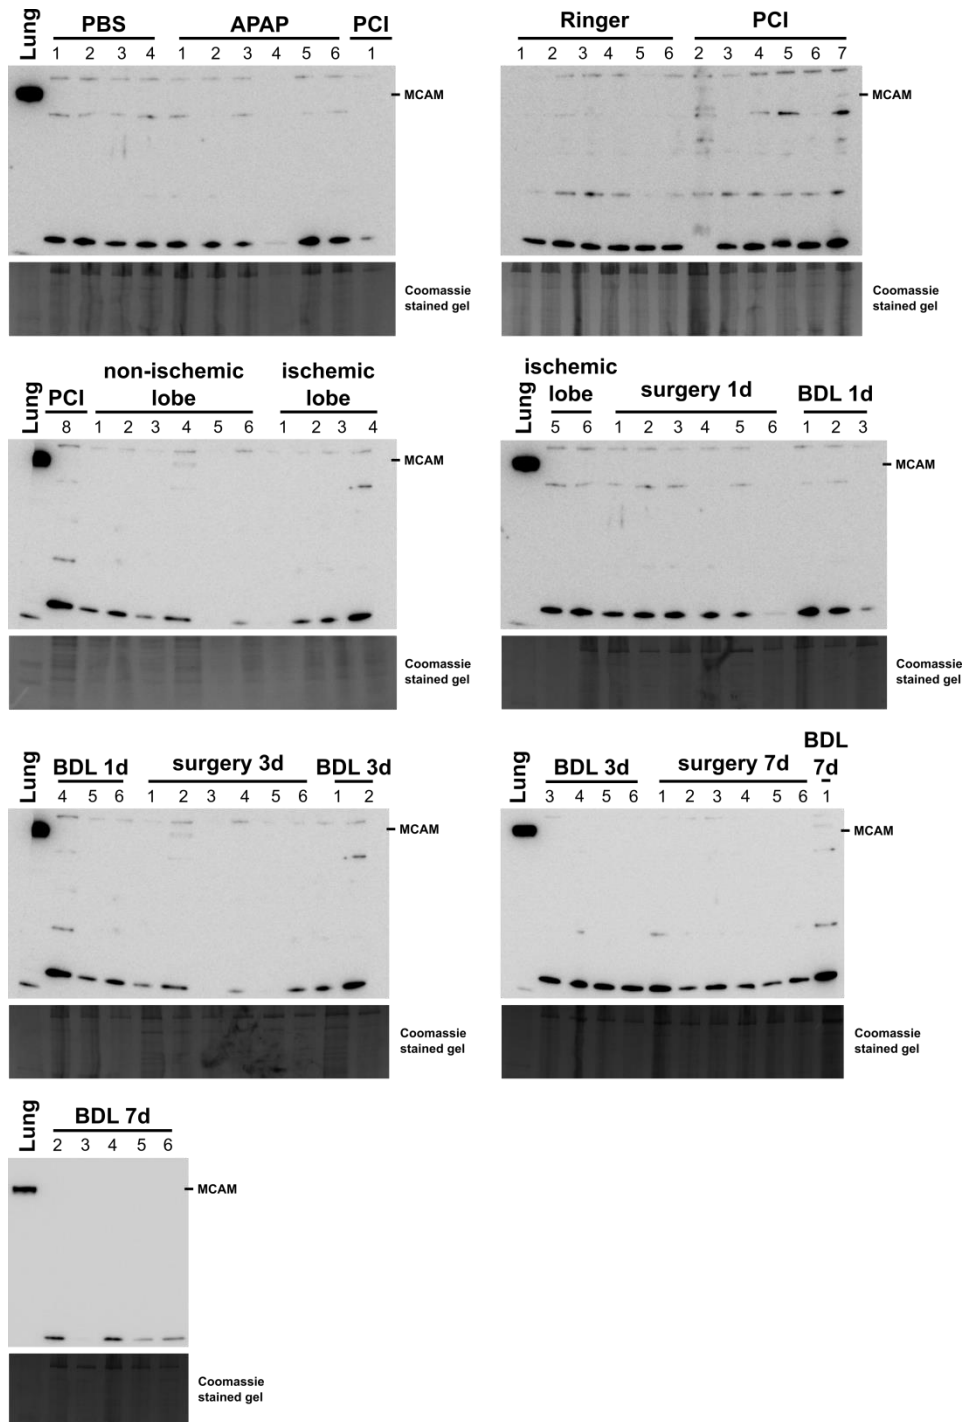 Lung
PBS APAP PCI
1 2 3 4 1 2 3 4 5 6 1
MCAM
Coomassie
stained gel
Ringer PCI
1 2 3 4 5 6 2 3 4 5 6 7
MCAM
Coomassie
stained gel
Lung
PCI non-ischemic
lobe ischemic
lobe
8 1 2 3 4 5 6 1 2 3 4
MCAM
Coomassie
stained gel
Lung
ischemic
lobe surgery 1d BDL 1d
5 6 1 2 3 4 5 6 1 2 3
MCAM
Coomassie
stained gel
Lung
BDL 1d surgery 3d BDL 3d
4 5 6 1 2 3 4 5 6 1 2
MCAM
Coomassie
stained gel
Lung
BDL 3d surgery 7d BDL
7d
3 4 5 6 1 2 3 4 5 6 1
MCAM
Coomassie
stained gel
Lung
BDL 7d
2 3 4 5 6
MCAM
Coomassie
stained gel